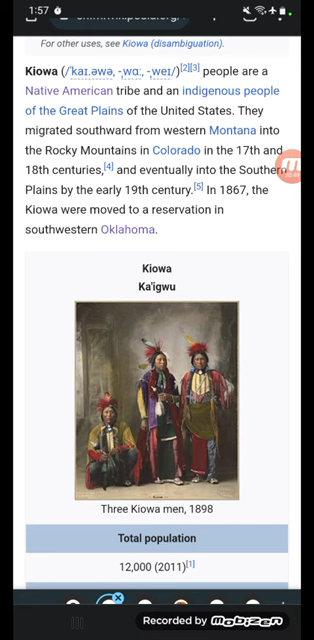 1:57
For other uses, see Kiowa (disambiguation).
Kiowa (/ˈkaɪ.əwə, -ˌwɑː, -ˌweɪ/)[2][3] people are a
Native American tribe and an indigenous people
of the Great Plains of the United States. They
migrated southward from western Montana into
the Rocky Mountains in Colorado in the 17th and
18th centuries,[4] and eventually into the Southern
Plains by the early 19th century.[5] In 1867, the
Kiowa were moved to a reservation in
southwestern Oklahoma.
Kiowa
Ka'igwu
Three Kiowa men, 1898
Total population
12,000 (2011)[1]
Recorded by Mobizen